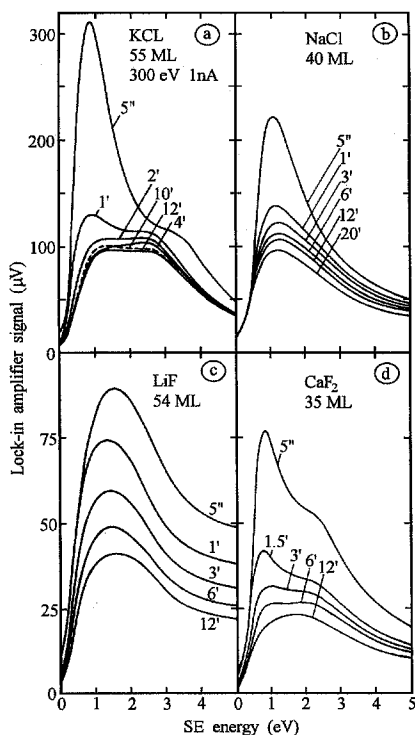 300
200
100
0
Lock-in amplifier signal (μV)
a
KCL
55 ML
300 eV 1nA
5"
1'
2'
10'
12'
4'
b
NaCl
40 ML
5"
1'
3'
6'
12'
20'
75
50
25
0
c
LiF
54 ML
5"
1'
3'
6'
12'
d
CaF₂
35 ML
5"
1.5'
3'
6'
12'
0 1 2 3 4 0 1 2 3 4 5
SE energy (eV)